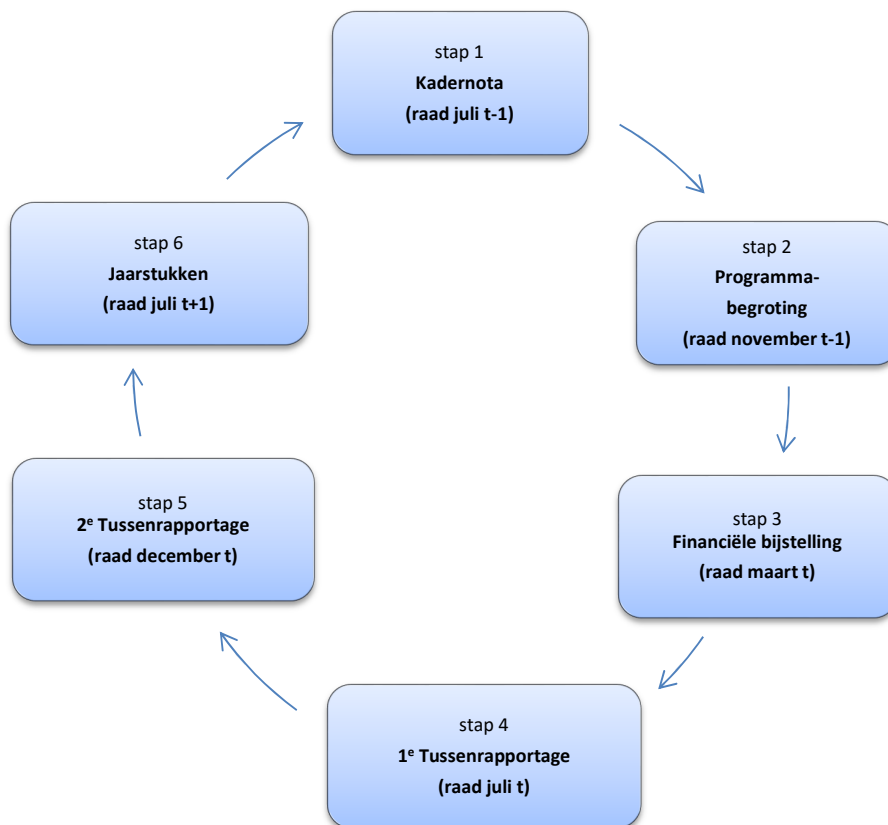 stap 1
Kadernota
(raad juli t-1)
stap 2
Programma-
begroting
(raad november t-1)
stap 3
Financiële bijstelling
(raad maart t)
stap 4
1e Tussenrapportage
(raad juli t)
stap 5
2e Tussenrapportage
(raad december t)
stap 6
Jaarstukken
(raad juli t+1)